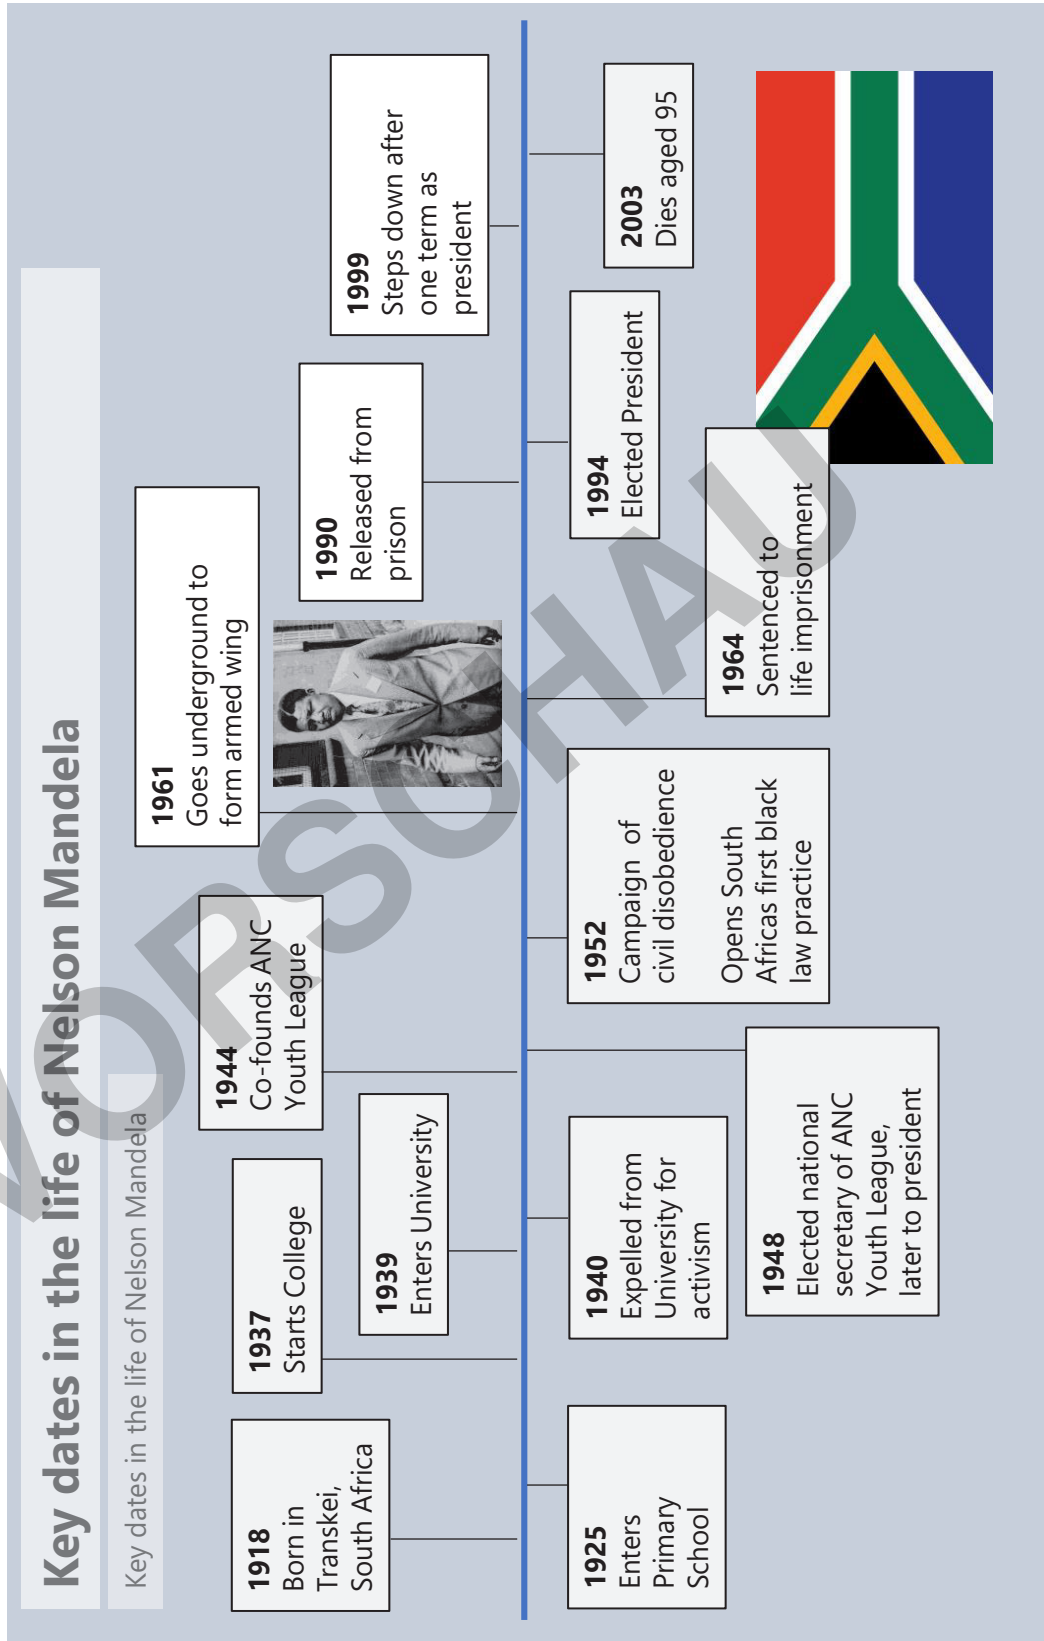 Key dates in the life of Nelson Mandela
Key dates in the life of Nelson Mandela
1918
Born in
Transkei,
South Africa
1925
Enters
Primary
School
1937
Starts College
1939
Enters University
1940
Expelled from
University for
activism
1944
Co-founds ANC
Youth League
1948
Elected national
secretary of ANC
Youth League,
later to president
1952
Campaign of
civil disobedience
Opens South
Africas first black
law practice
1961
Goes underground to
form armed wing
1964
Sentenced to
life imprisonment
1990
Released from
prison
1994
Elected President
1999
Steps down after
one term as
president
2003
Dies aged 95
VORSCHAU